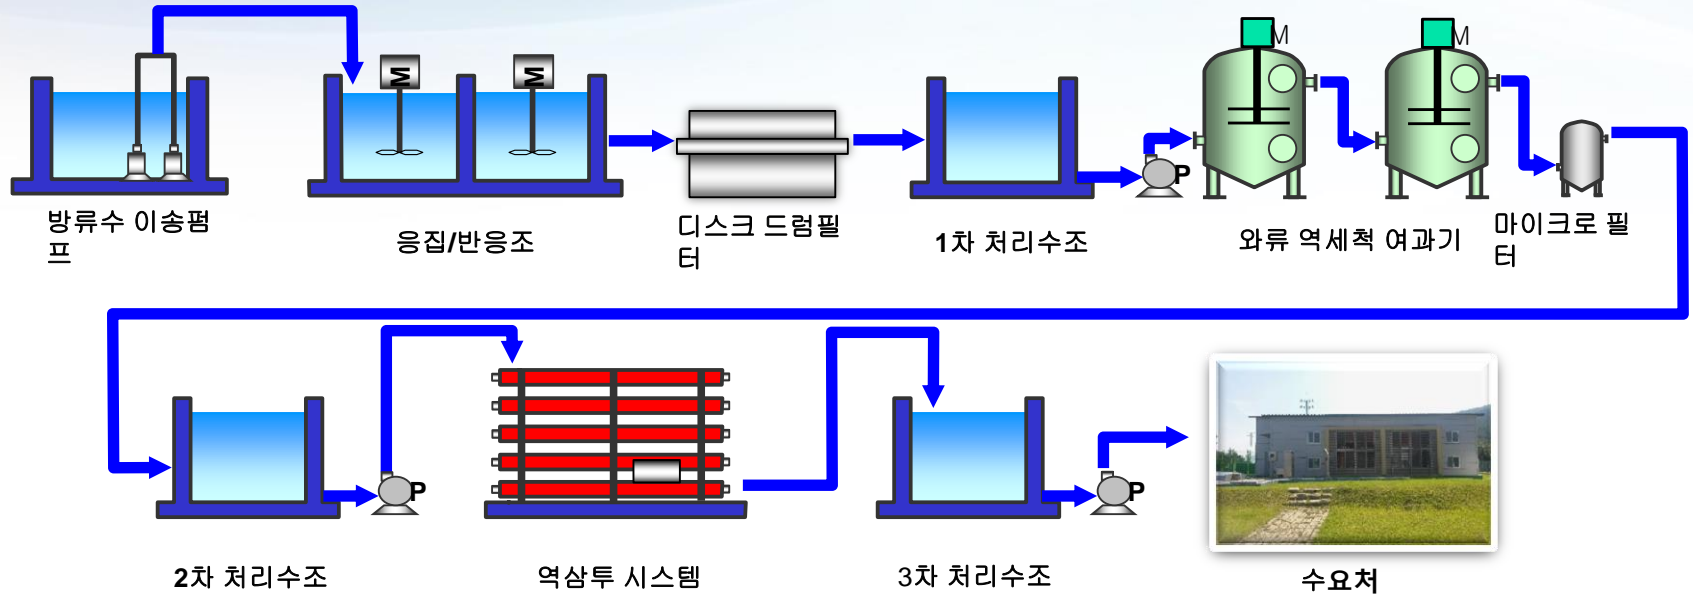 M
M
M
M
P
방류수 이송펌
프
응집/반응조
디스크 드럼필
터
1차 처리수조
와류 역세척 여과기
마이크로 필
터
P
P
2차 처리수조
역삼투 시스템
3차 처리수조
수요처